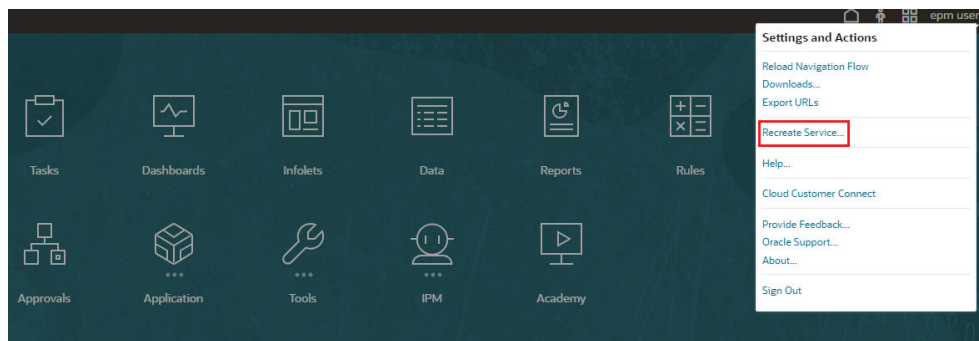 epm user
Settings and Actions
Reload Navigation Flow
Downloads...
Export URLs
Recreate Service...
Help...
Cloud Customer Connect
Provide Feedback...
Oracle Support...
About...
Sign Out
Tasks
Dashboards
Infolets
Data
Reports
Rules
Approvals
Application
Tools
IPM
Academy